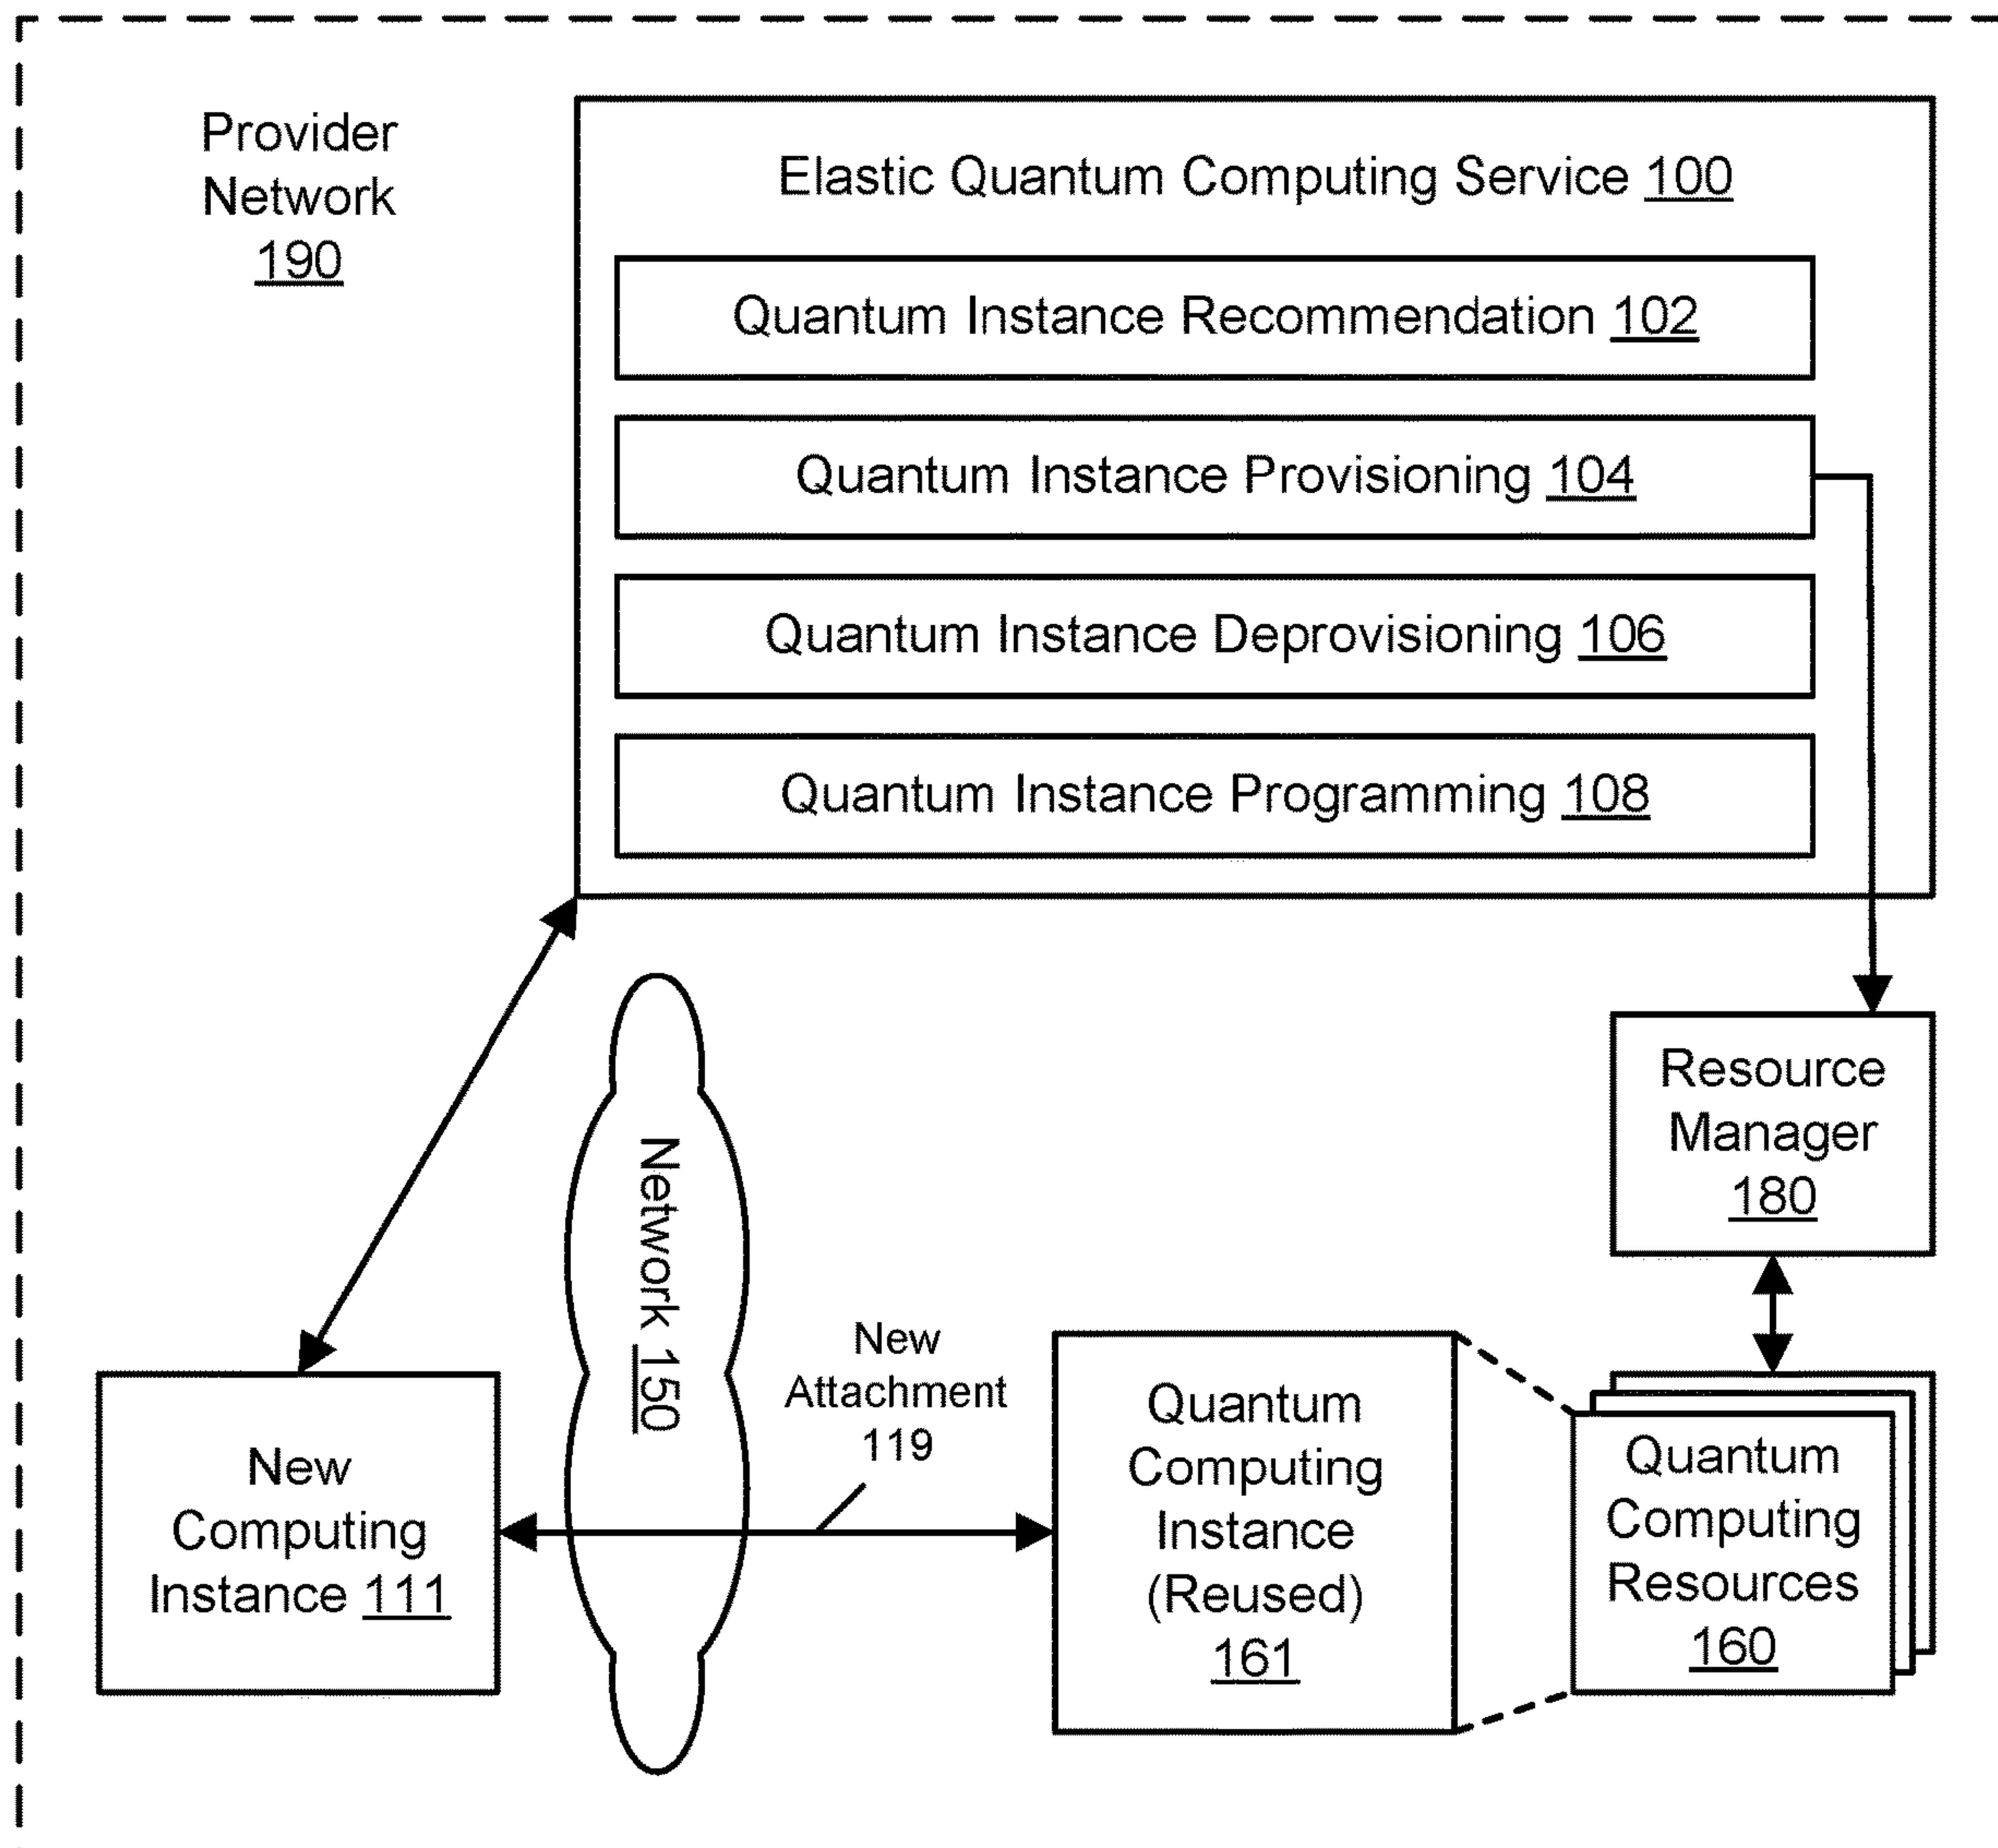 Provider
Network
190
Elastic Quantum Computing Service 100
Quantum Instance Recommendation 102
Quantum Instance Provisioning 104
Quantum Instance Deprovisioning 106
Quantum Instance Programming 108
Resource
Manager
180
Network 150
New
Attachment
119
New
Computing
Instance 111
Quantum
Computing
Instance
(Reused)
161
Quantum
Computing
Resources
160